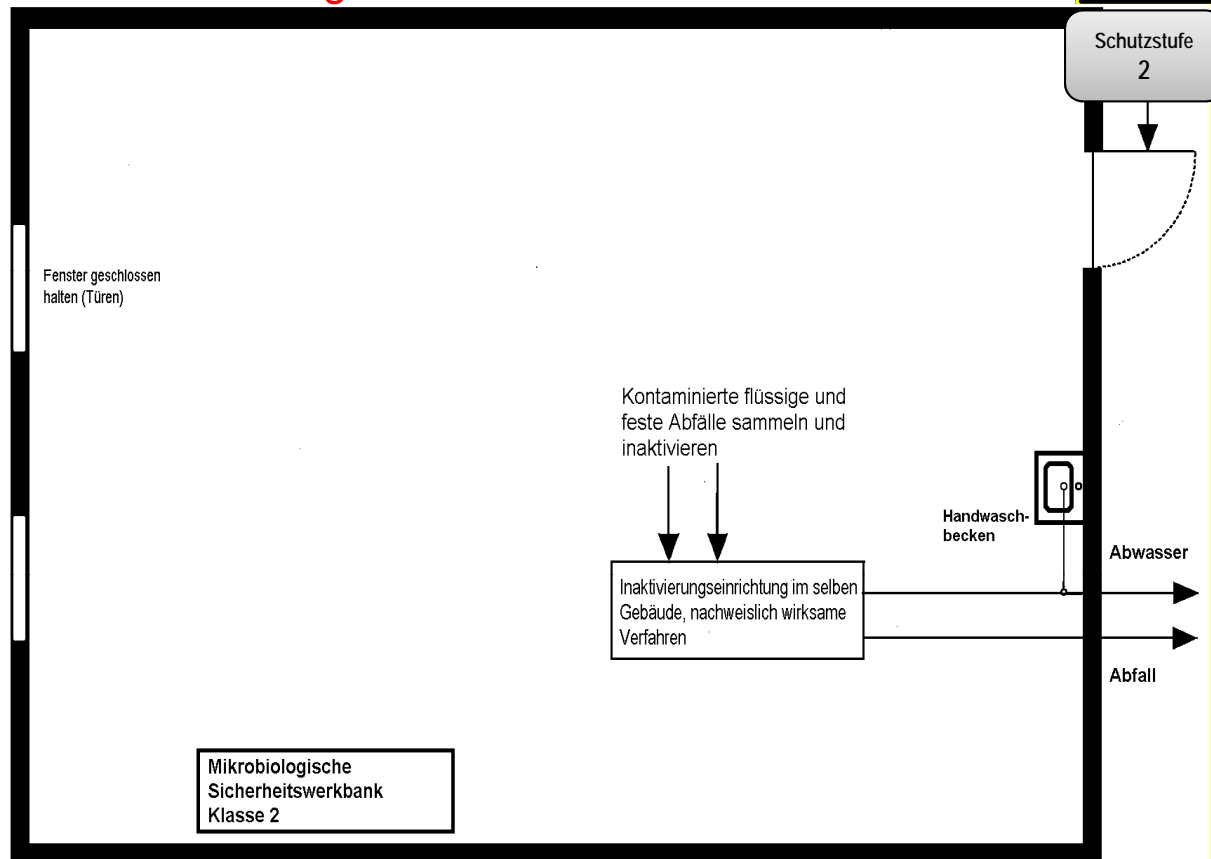 Schutzstufe
2
Fenster geschlossen
halten (Türen)
Kontaminierte flüssige und
feste Abfälle sammeln und
inaktivieren
Handwasch-
becken
Abwasser
Inaktivierungseinrichtung im selben
Gebäude, nachweislich wirksame
Verfahren
Abfall
Mikrobiologische
Sicherheitswerkbank
Klasse 2